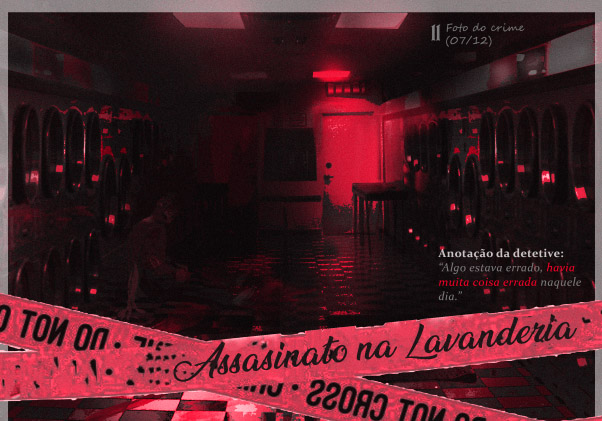 Foto do crime
(07/12)
Anotação da detetive:
“Algo estava errado, havia
muita coisa errada naquele
dia.”
DO NOT
Assasinato na Lavanderia
DO NOT CROSS